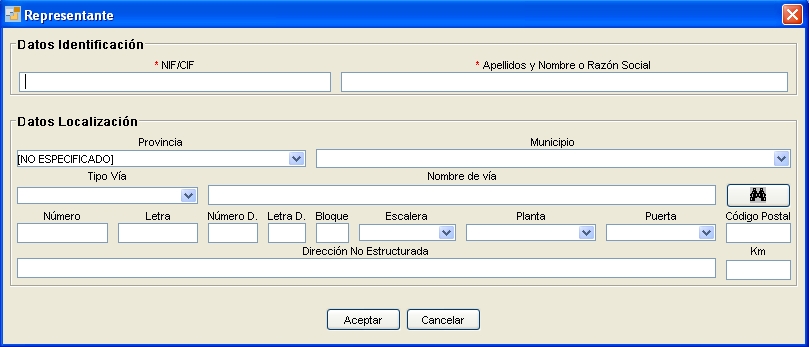 Representante
Datos Identificación
* NIF/CIF * Apellidos y Nombre o Razón Social
Datos Localización
Provincia Municipio
[NO ESPECIFICADO]
Tipo Vía Nombre de vía
Número Letra Número D. Letra D. Bloque Escalera Planta Puerta Código Postal
Dirección No Estructurada Km
Aceptar Cancelar